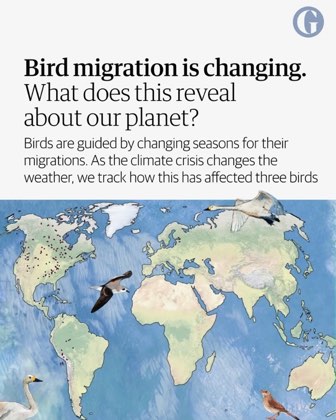 G
Bird migration is changing.
What does this reveal
about our planet?
Birds are guided by changing seasons for their
migrations. As the climate crisis changes the
weather, we track how this has affected three birds